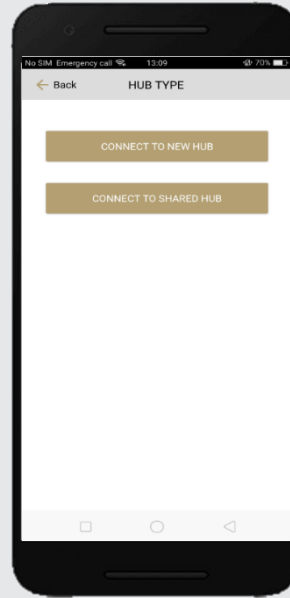 No SIM Emergency call 13:09 70%
Back HUB TYPE
CONNECT TO NEW HUB
CONNECT TO SHARED HUB